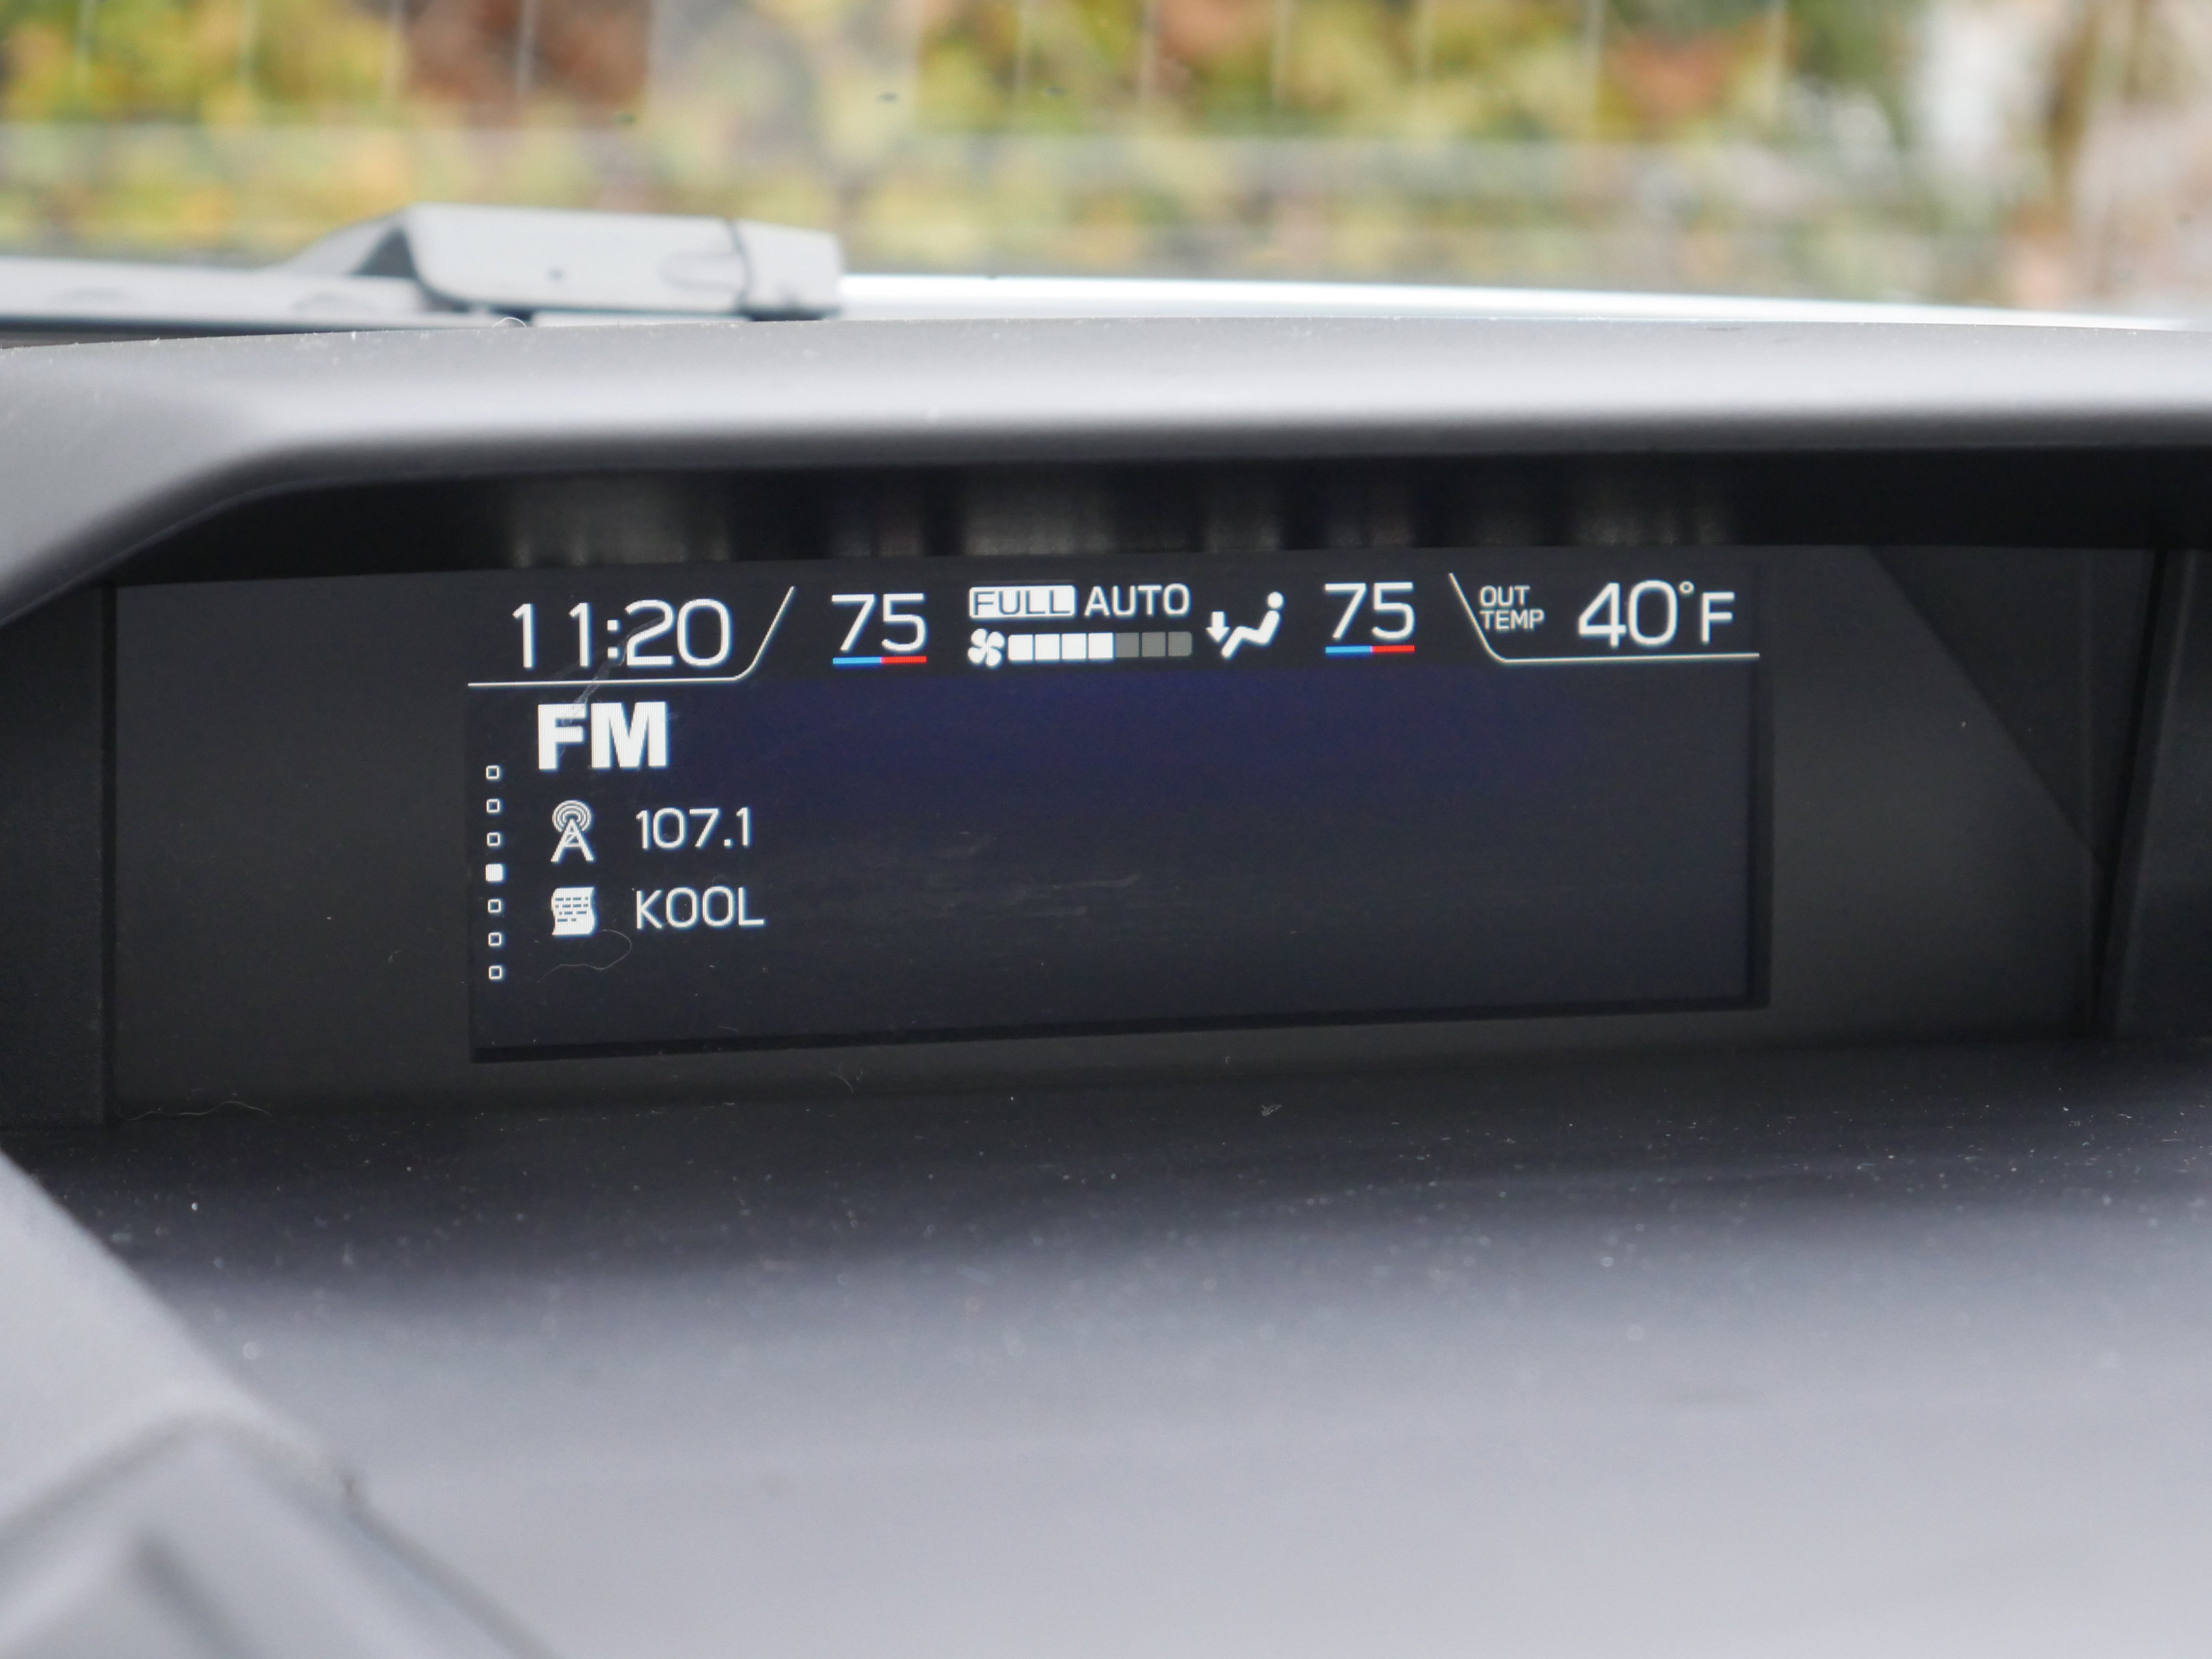 11:20 75 FULL AUTO 75 OUT TEMP 40°F
FM
107.1
KOOL